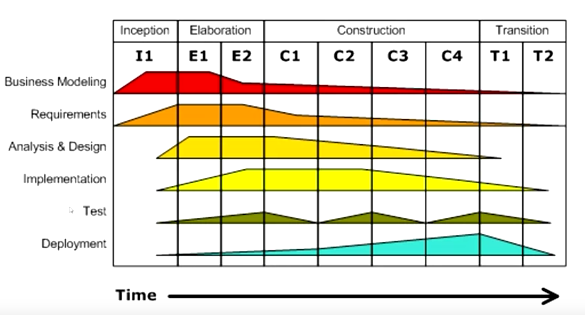 Inception Elaboration Construction Transition
I1 E1 E2 C1 C2 C3 C4 T1 T2
Business Modeling
Requirements
Analysis & Design
Implementation
Test
Deployment
Time